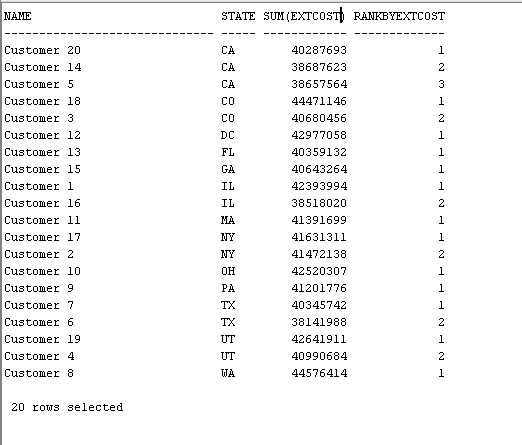 NAME STATE SUM(EXTCOST) RANKBYEXTCOST
------------------------- ----- ------------ -------------
Customer 20 CA 40287693 1
Customer 14 CA 38687623 2
Customer 5 CA 38657564 3
Customer 18 CO 44471146 1
Customer 3 CO 40680456 2
Customer 12 DC 42977058 1
Customer 13 FL 40359132 1
Customer 15 GA 40643264 1
Customer 1 IL 42393994 1
Customer 16 IL 38518020 2
Customer 11 MA 41391699 1
Customer 17 NY 41631311 1
Customer 2 NY 41472138 2
Customer 10 OH 42520307 1
Customer 9 PA 41201776 1
Customer 7 TX 40345742 1
Customer 6 TX 38141988 2
Customer 19 UT 42641911 1
Customer 4 UT 40990684 2
Customer 8 WA 44576414 1
20 rows selected